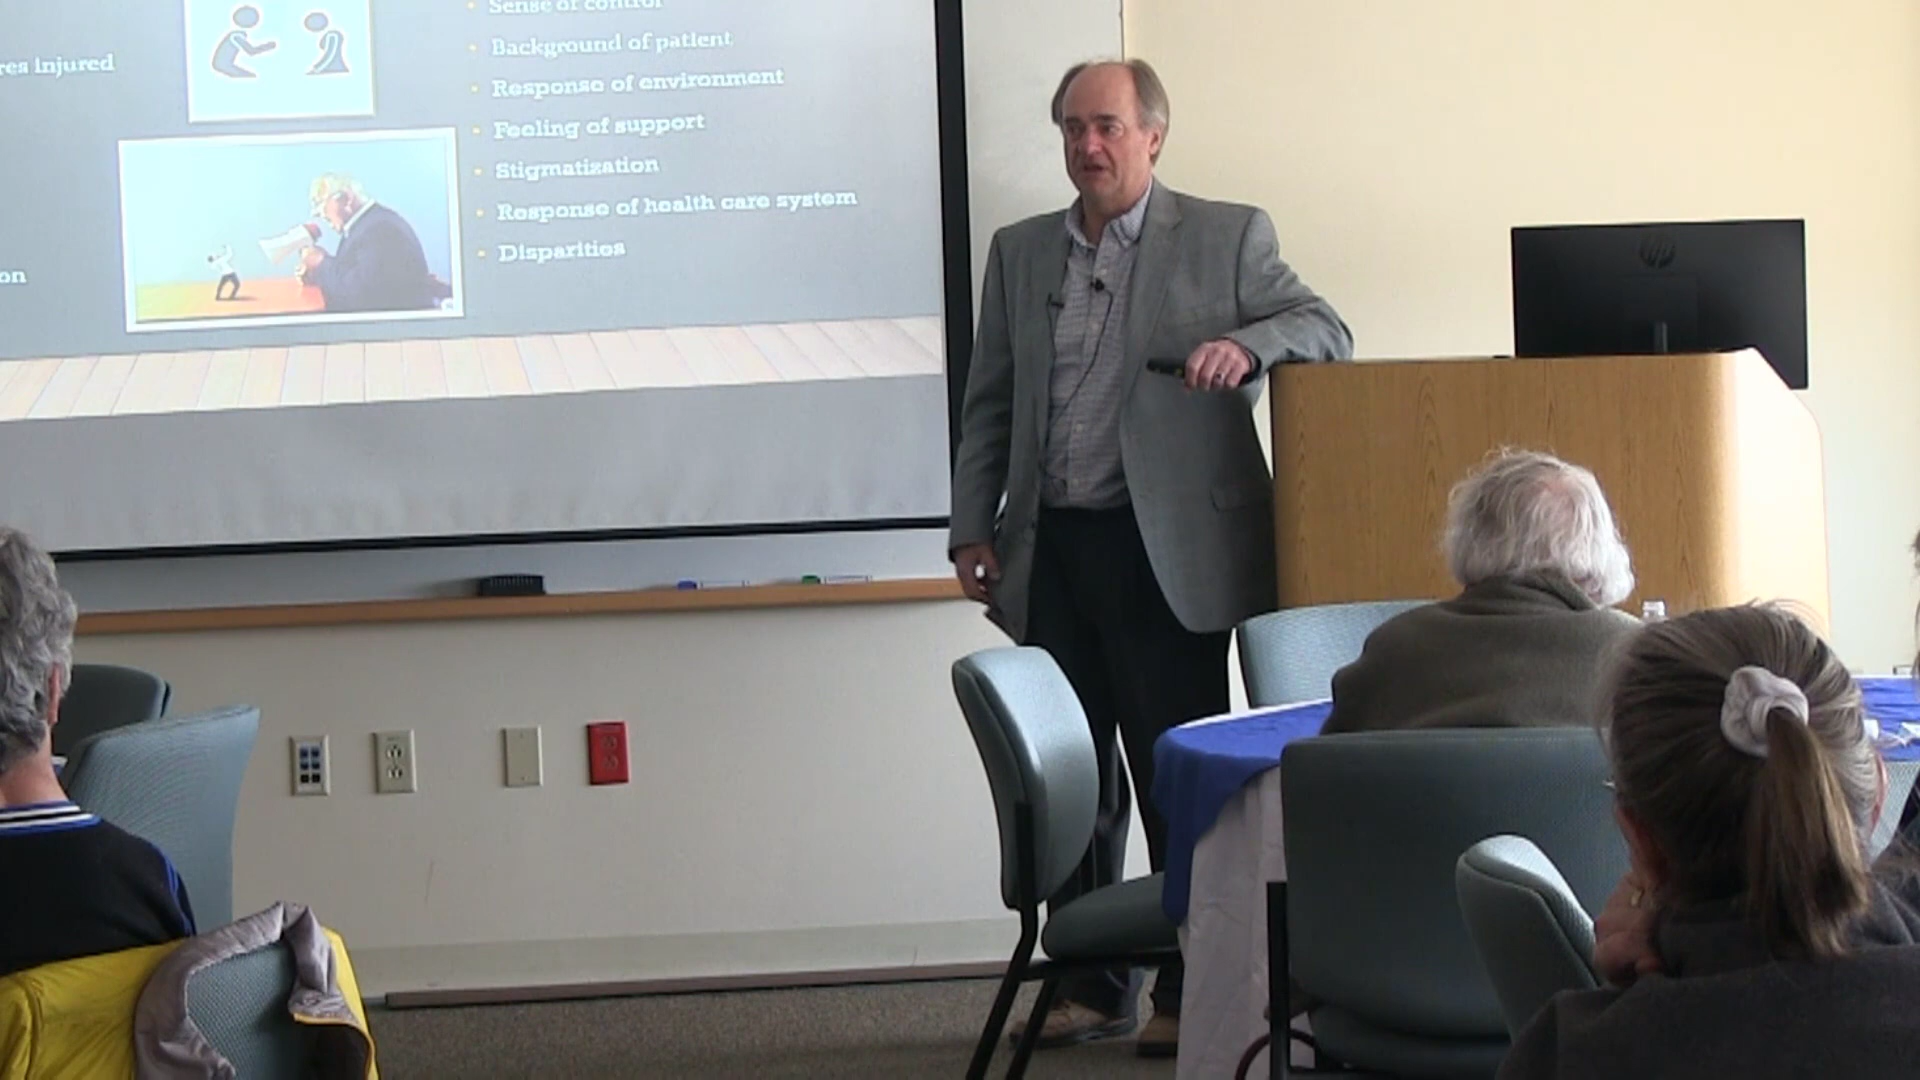 res injured
on
Sense of control
Background of patient
Response of environment
Feeling of support
Stigmatization
Response of health care system
Disparities
hp